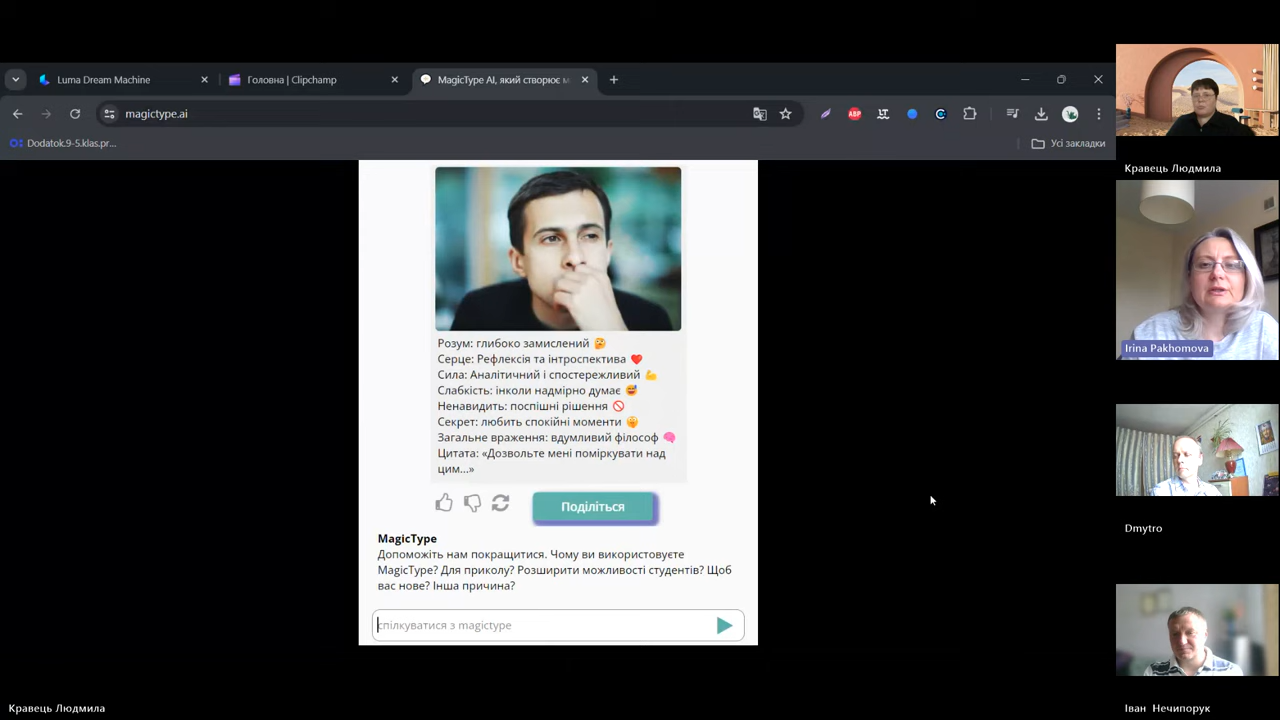 Luma Dream Machine
Головна | Clipchamp
MagicType AI, який створює м
magictype.ai
ABP
Dodatok.9-5.klas.pr...
Усі закладки
Розум: глибоко замислений 🤔
Серце: Рефлексія та інтроспектива ❤️
Сила: Аналітичний і спостережливий 💪
Слабкість: інколи надмірно думає 😅
Ненавидить: поспішні рішення 🚫
Секрет: любить спокійні моменти 🤫
Загальне враження: вдумливий філософ 🧠
Цитата: «Дозвольте мені поміркувати над
цим...»
Поділіться
MagicType
Допоможіть нам покращитися. Чому ви використовуєте
MagicType? Для приколу? Розширити можливості студентів? Щоб
вас нове? Інша причина?
спілкуватися з magictype
Кравець Людмила
Irina Pakhomova
Dmytro
Іван Нечипорук
Кравець Людмила